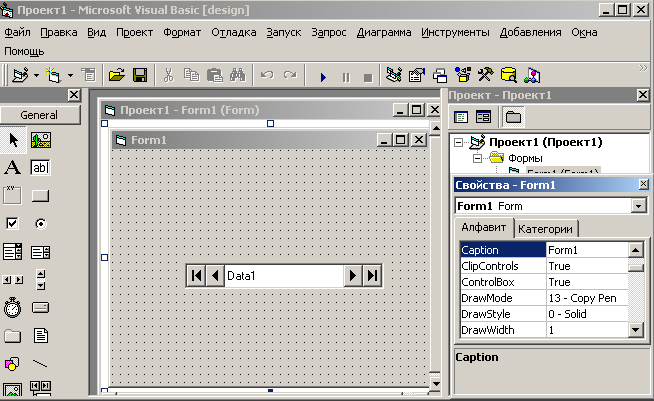 Проект1 - Microsoft Visual Basic [design]
Файл Правка Вид Проект Формат Отладка Запуск Запрос Диаграмма Инструменты Добавления Окна
Помощь
General
A
ab
xy
Проект1 - Form1 (Form)
Form1
Data1
Проект - Проект1
Проект1 (Проект1)
Формы
Form1 (Form1)
Свойства - Form1
Form1 Form
Алфавит Категории
Caption Form1
ClipControls True
ControlBox True
DrawMode 13 - Copy Pen
DrawStyle 0 - Solid
DrawWidth 1
Caption